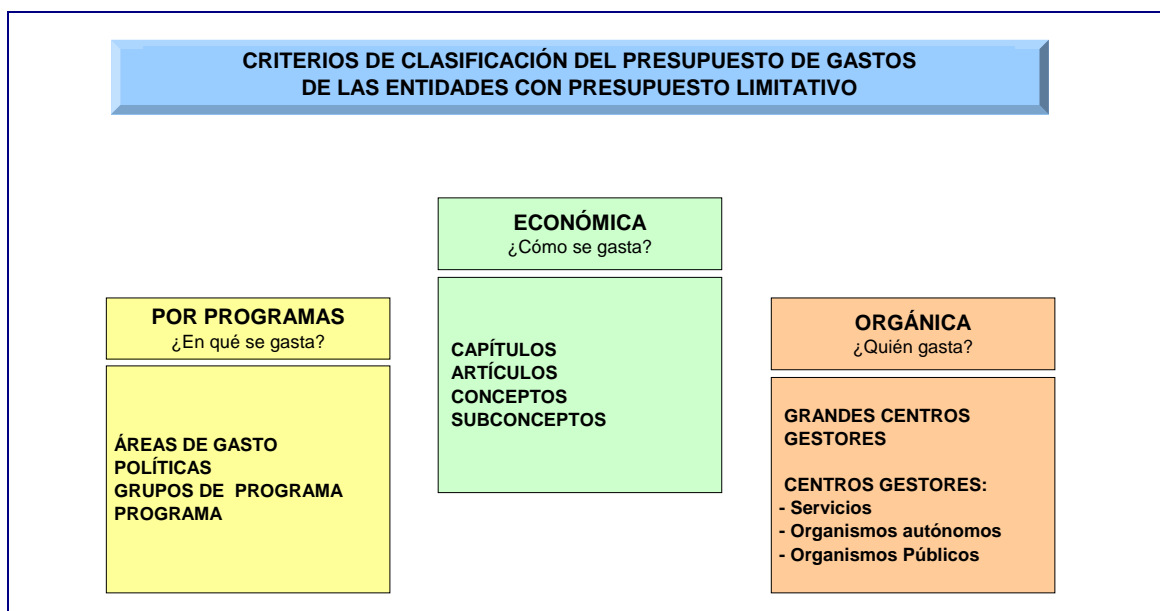 CRITERIOS DE CLASIFICACIÓN DEL PRESUPUESTO DE GASTOS
DE LAS ENTIDADES CON PRESUPUESTO LIMITATIVO
POR PROGRAMAS
¿En qué se gasta?
ÁREAS DE GASTO
POLÍTICAS
GRUPOS DE PROGRAMA
PROGRAMA
ECONÓMICA
¿Cómo se gasta?
CAPÍTULOS
ARTÍCULOS
CONCEPTOS
SUBCONCEPTOS
ORGÁNICA
¿Quién gasta?
GRANDES CENTROS
GESTORES
CENTROS GESTORES:
- Servicios
- Organismos autónomos
- Organismos Públicos